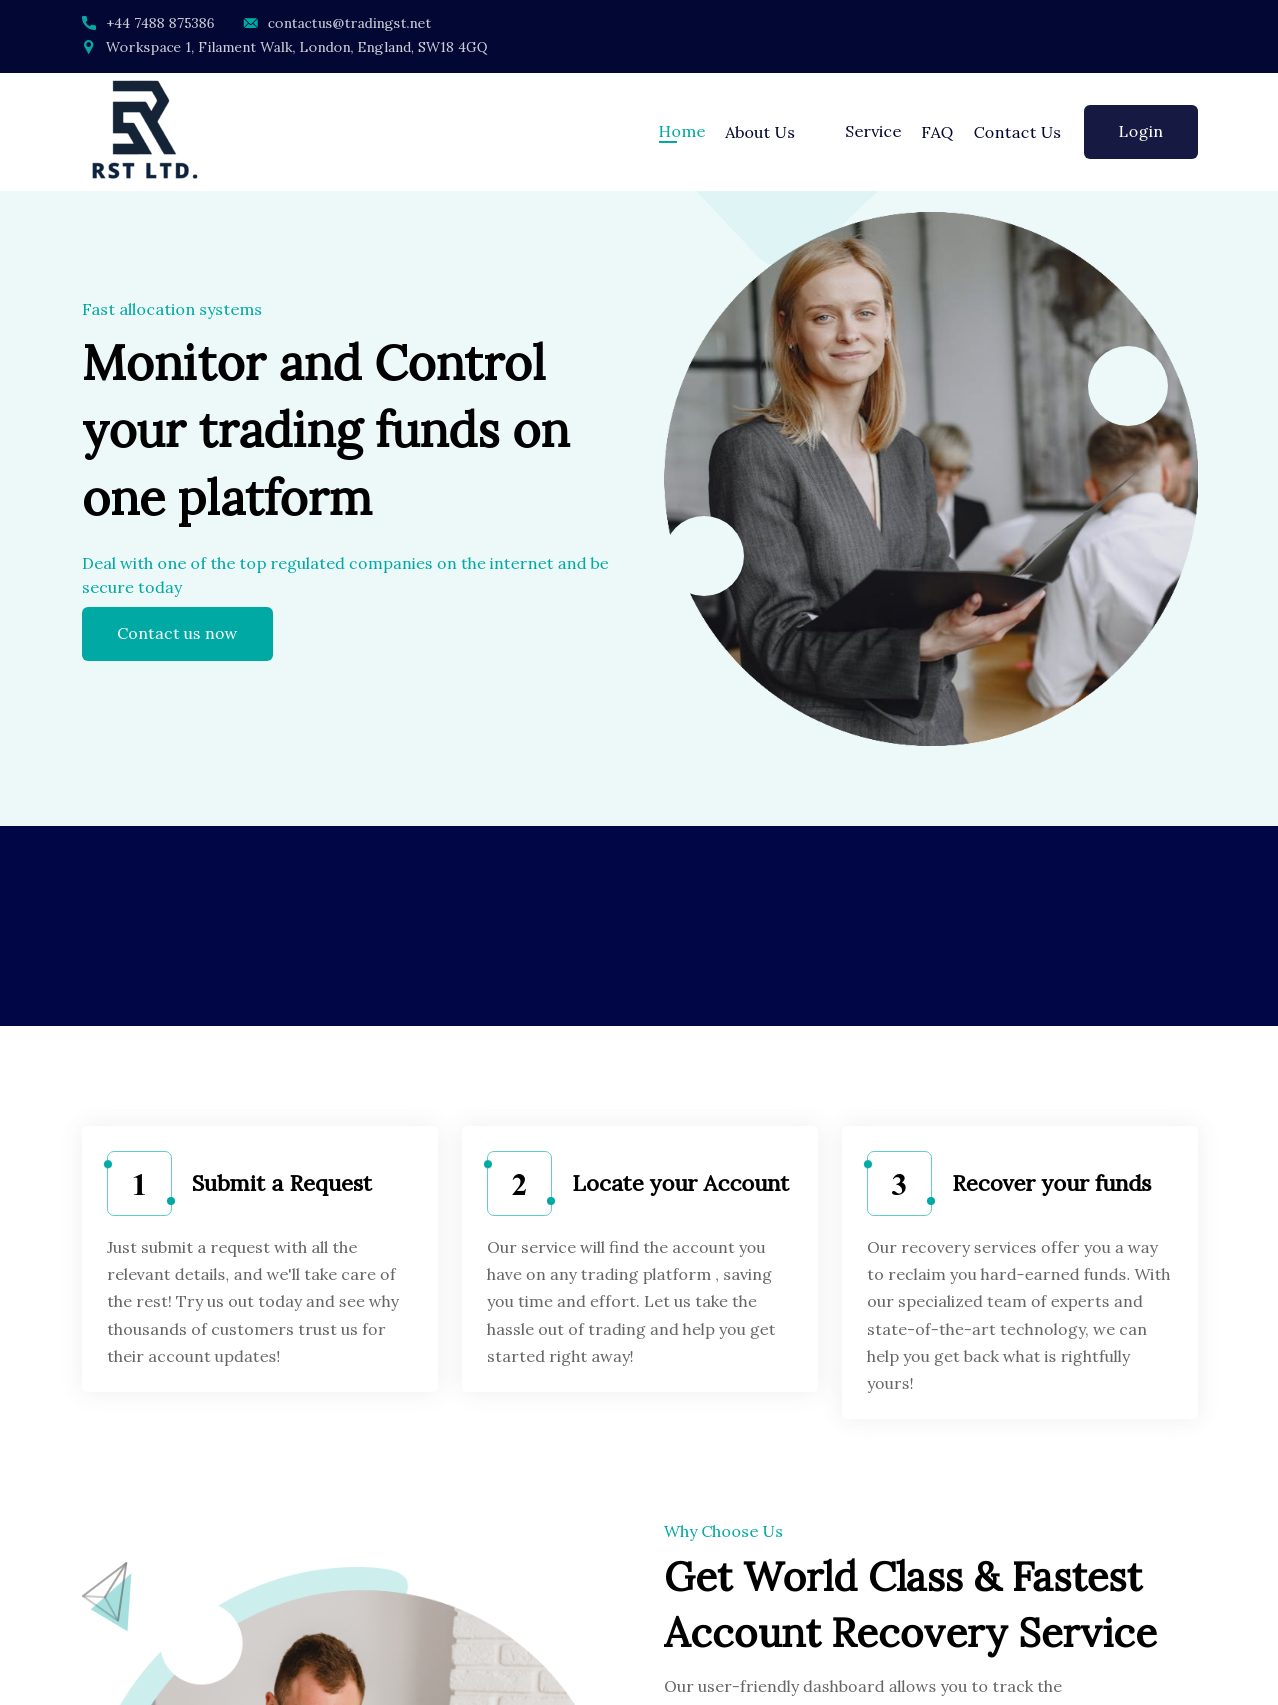 +44 7488 875386 contactus@tradingst.net
Workspace 1, Filament Walk, London, England, SW18 4GQ
SR
RST LTD.
Home About Us Service FAQ Contact Us Login
Fast allocation systems
Monitor and Control
your trading funds on
one platform
Deal with one of the top regulated companies on the internet and be
secure today
Contact us now
1 Submit a Request
Just submit a request with all the
relevant details, and we'll take care of
the rest! Try us out today and see why
thousands of customers trust us for
their account updates!
2 Locate your Account
Our service will find the account you
have on any trading platform , saving
you time and effort. Let us take the
hassle out of trading and help you get
started right away!
3 Recover your funds
Our recovery services offer you a way
to reclaim you hard-earned funds. With
our specialized team of experts and
state-of-the-art technology, we can
help you get back what is rightfully
yours!
Why Choose Us
Get World Class & Fastest
Account Recovery Service
Our user-friendly dashboard allows you to track the